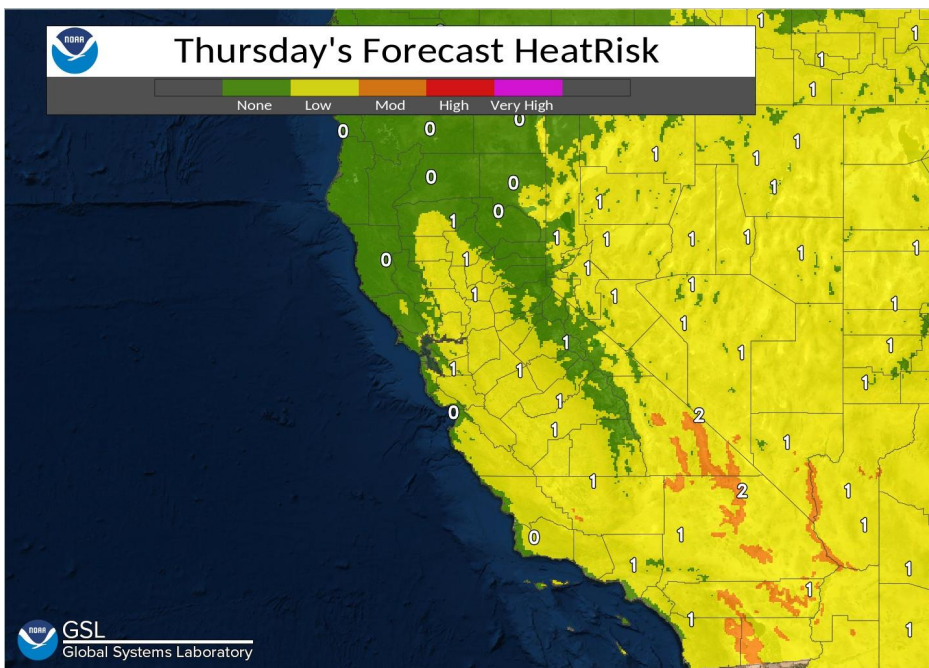 NOAA
Thursday's Forecast HeatRisk
None Low Mod High Very High
1 1
1
1
0 0 0
1 1 1
0 0 1
1 0 1
1 1 1 1 1 1
0 1 1 1
1 1 1 1
1
1 1 1
1 1 1
0 1 2
1 1
1 2 1
0 1 1
1 1
1
1 1
NOAA
GSL
Global Systems Laboratory